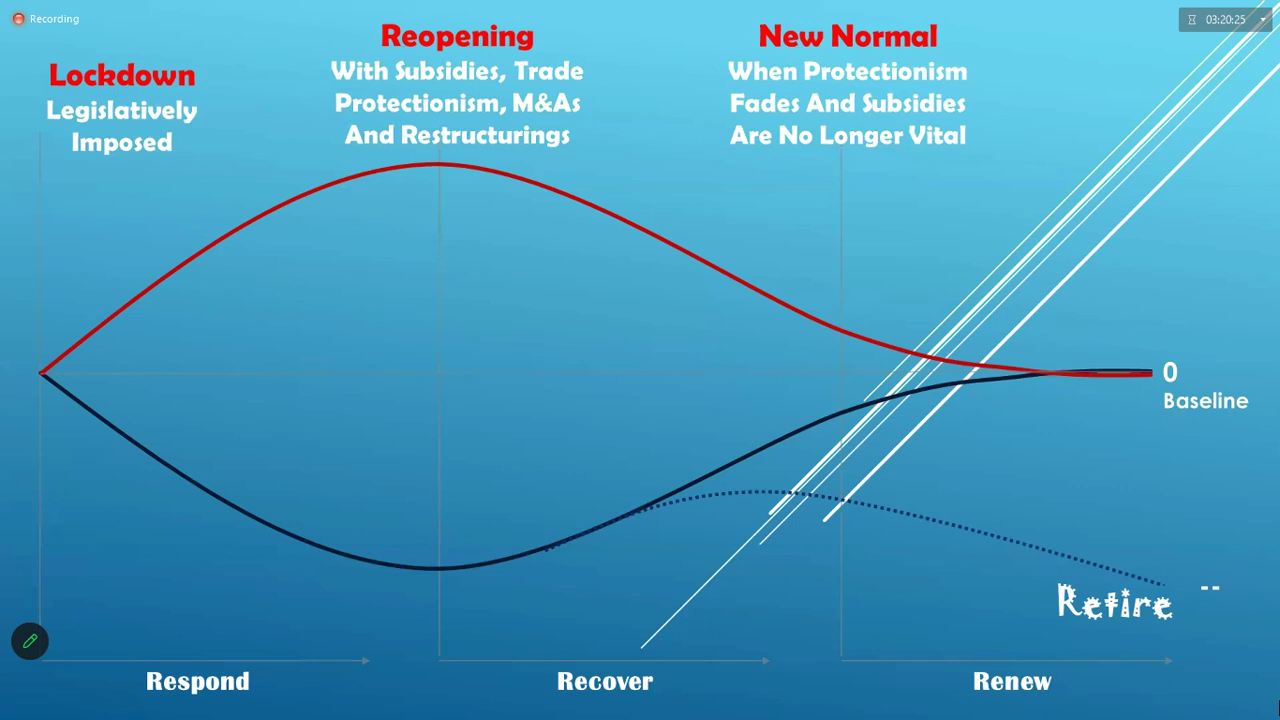 Recording
03:20:25
Lockdown
Legislatively
Imposed
Reopening
With Subsidies, Trade
Protectionism, M&As
And Restructurings
New Normal
When Protectionism
Fades And Subsidies
Are No Longer Vital
0
Baseline
--
Retire
Respond
Recover
Renew